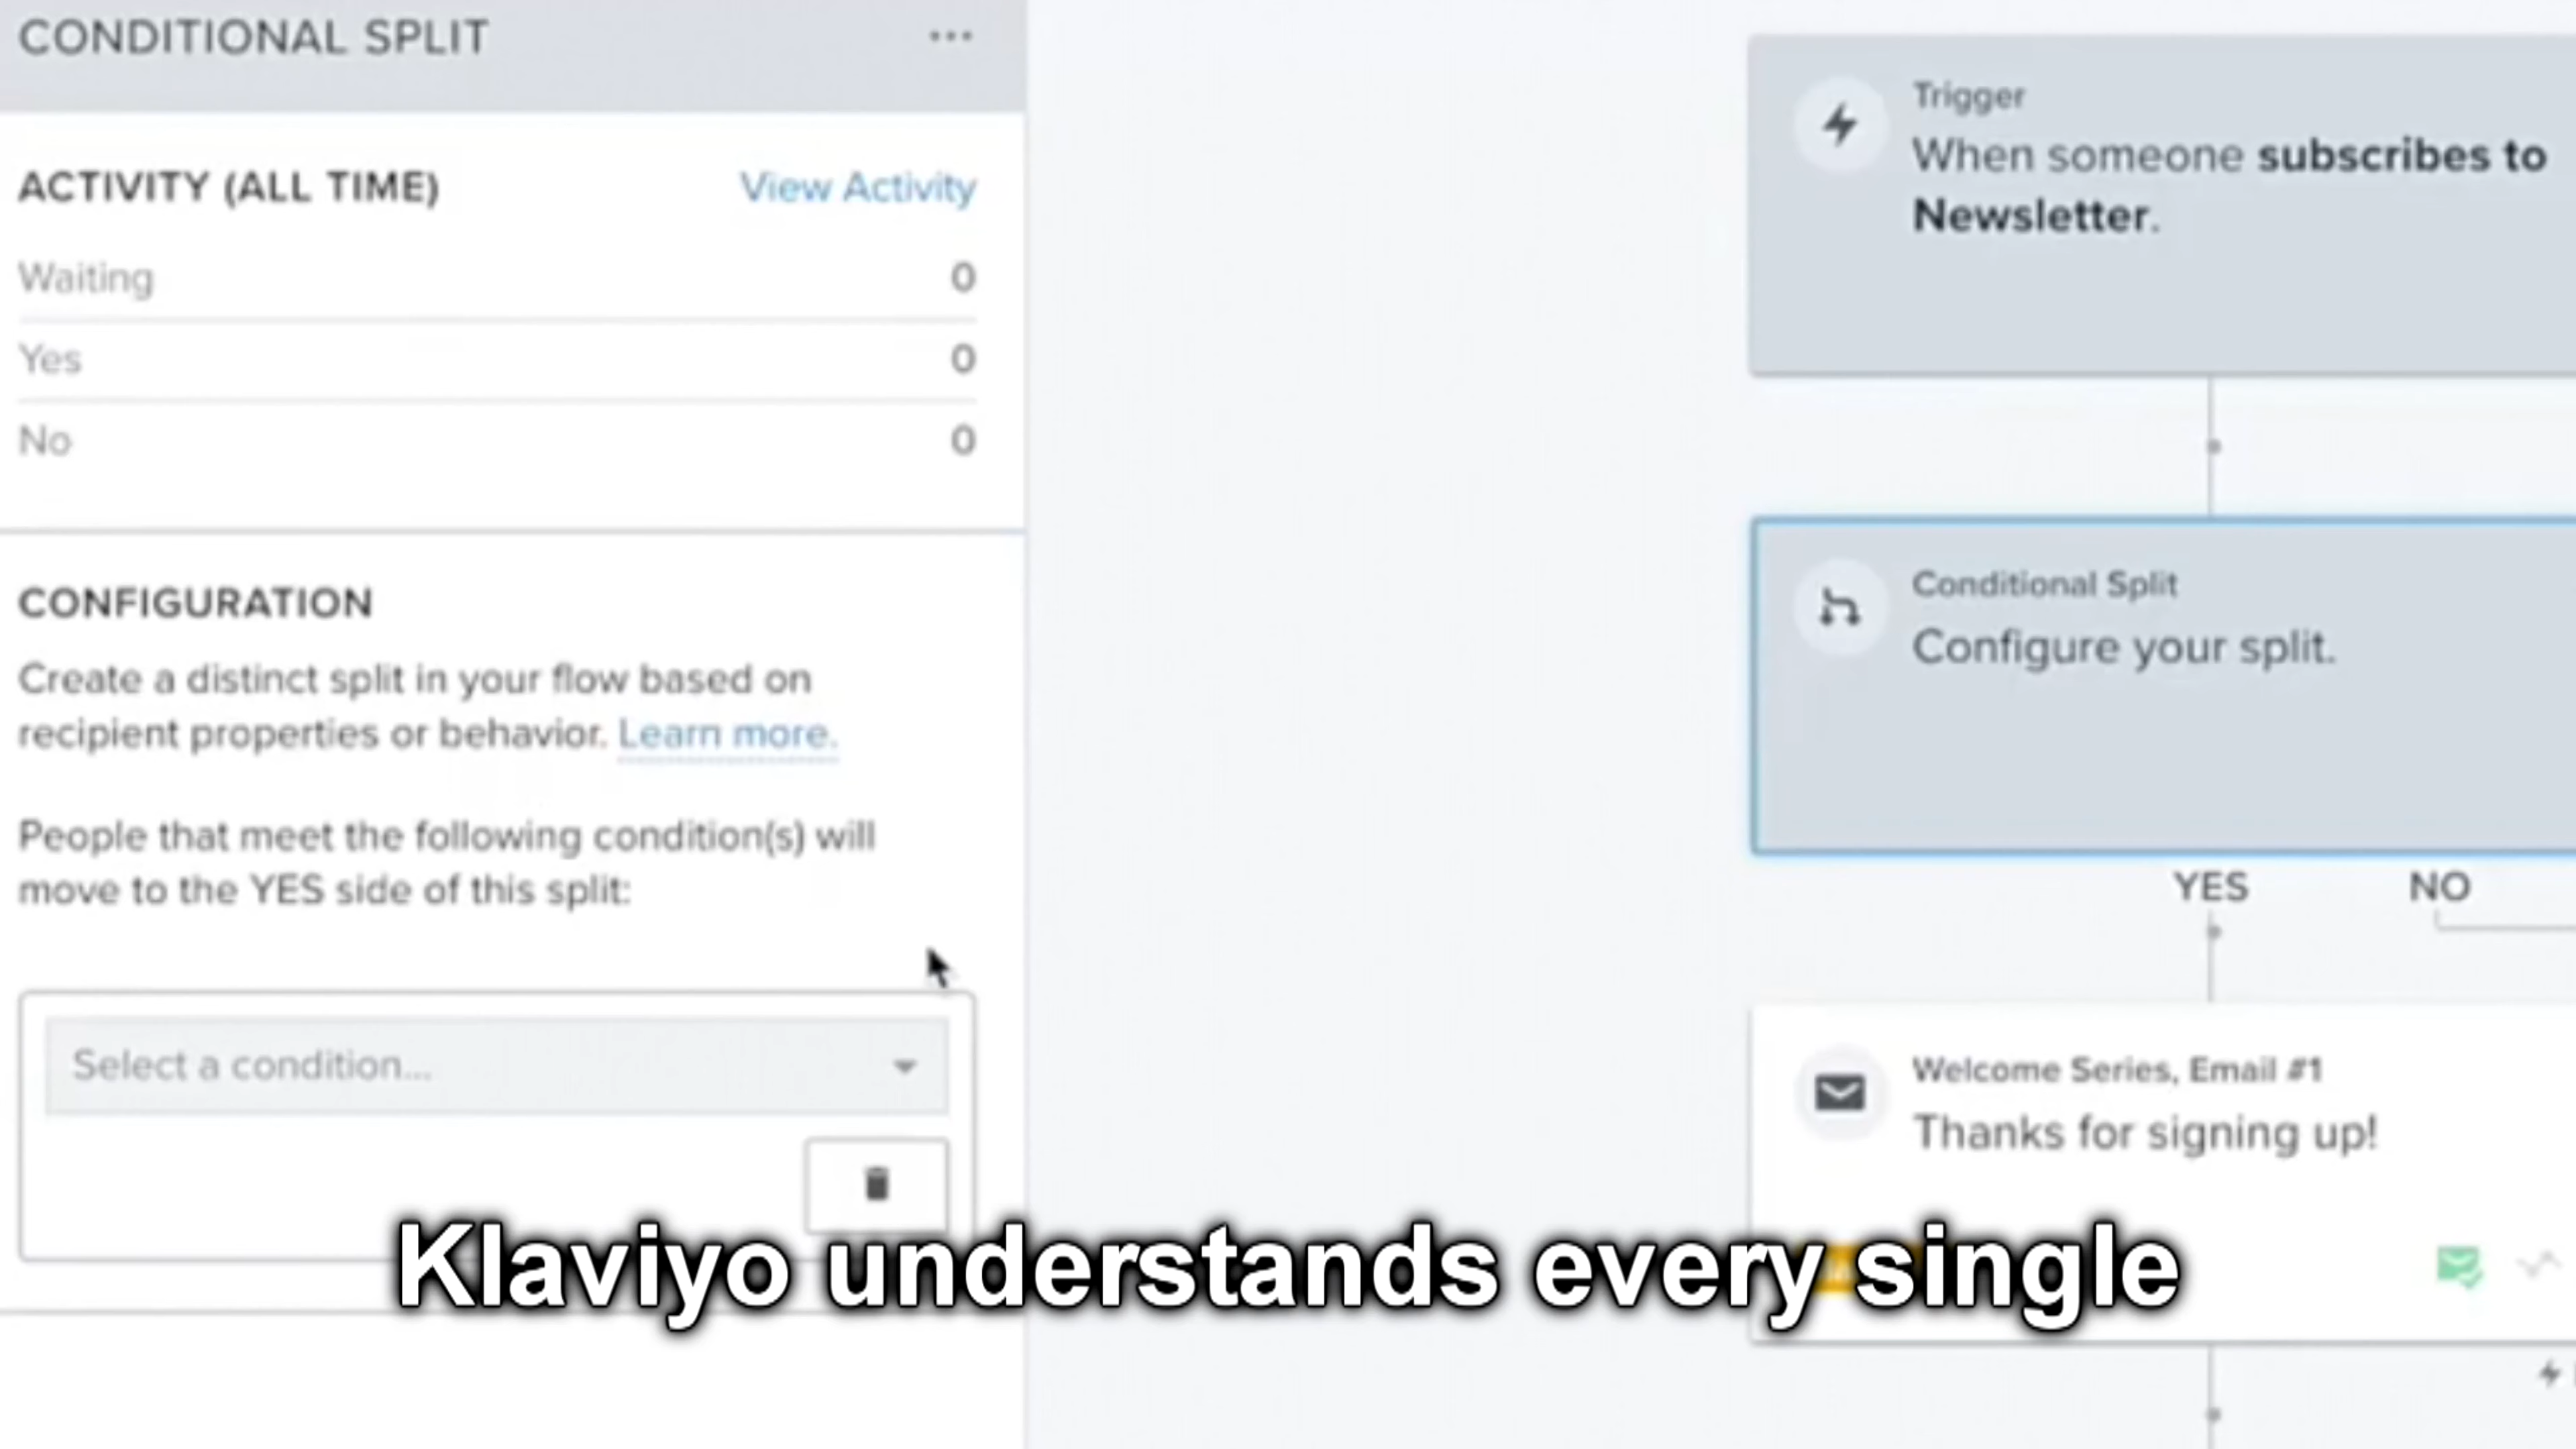 CONDITIONAL SPLIT
ACTIVITY (ALL TIME)
View Activity
Waiting
0
Yes
0
No
0
CONFIGURATION
Create a distinct split in your flow based on
recipient properties or behavior. Learn more.
People that meet the following condition(s) will
move to the YES side of this split:
Select a condition...
Trigger
When someone subscribes to
Newsletter.
Conditional Split
Configure your split.
YES
NO
Welcome Series, Email #1
Thanks for signing up!
Klaviyo understands every single